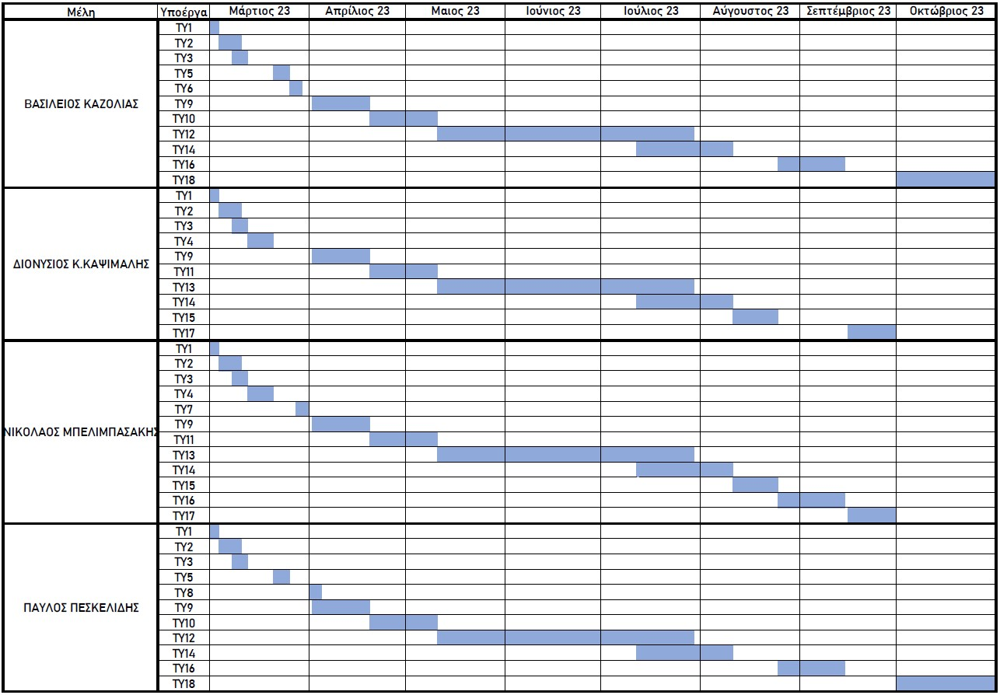 Μέλη Υποέργα Μάρτιος 23 Απρίλιος 23 Μαιος 23 Ιούνιος 23 Ιούλιος 23 Αύγουστος 23 Σεπτέμβριος 23 Οκτώβριος 23
ΒΑΣΙΛΕΙΟΣ ΚΑΖΟΛΙΑΣ
ΤΥ1
ΤΥ2
ΤΥ3
ΤΥ5
ΤΥ6
ΤΥ9
ΤΥ10
ΤΥ12
ΤΥ14
ΤΥ16
ΤΥ18
ΔΙΟΝΥΣΙΟΣ Κ.ΚΑΨΙΜΑΛΗΣ
ΤΥ1
ΤΥ2
ΤΥ3
ΤΥ4
ΤΥ9
ΤΥ11
ΤΥ13
ΤΥ14
ΤΥ15
ΤΥ17
ΝΙΚΟΛΑΟΣ ΜΠΕΛΙΜΠΑΣΑΚΗΣ
ΤΥ1
ΤΥ2
ΤΥ3
ΤΥ4
ΤΥ7
ΤΥ9
ΤΥ11
ΤΥ13
ΤΥ14
ΤΥ15
ΤΥ16
ΤΥ17
ΠΑΥΛΟΣ ΠΕΣΚΕΛΙΔΗΣ
ΤΥ1
ΤΥ2
ΤΥ3
ΤΥ5
ΤΥ8
ΤΥ9
ΤΥ10
ΤΥ12
ΤΥ14
ΤΥ16
ΤΥ18